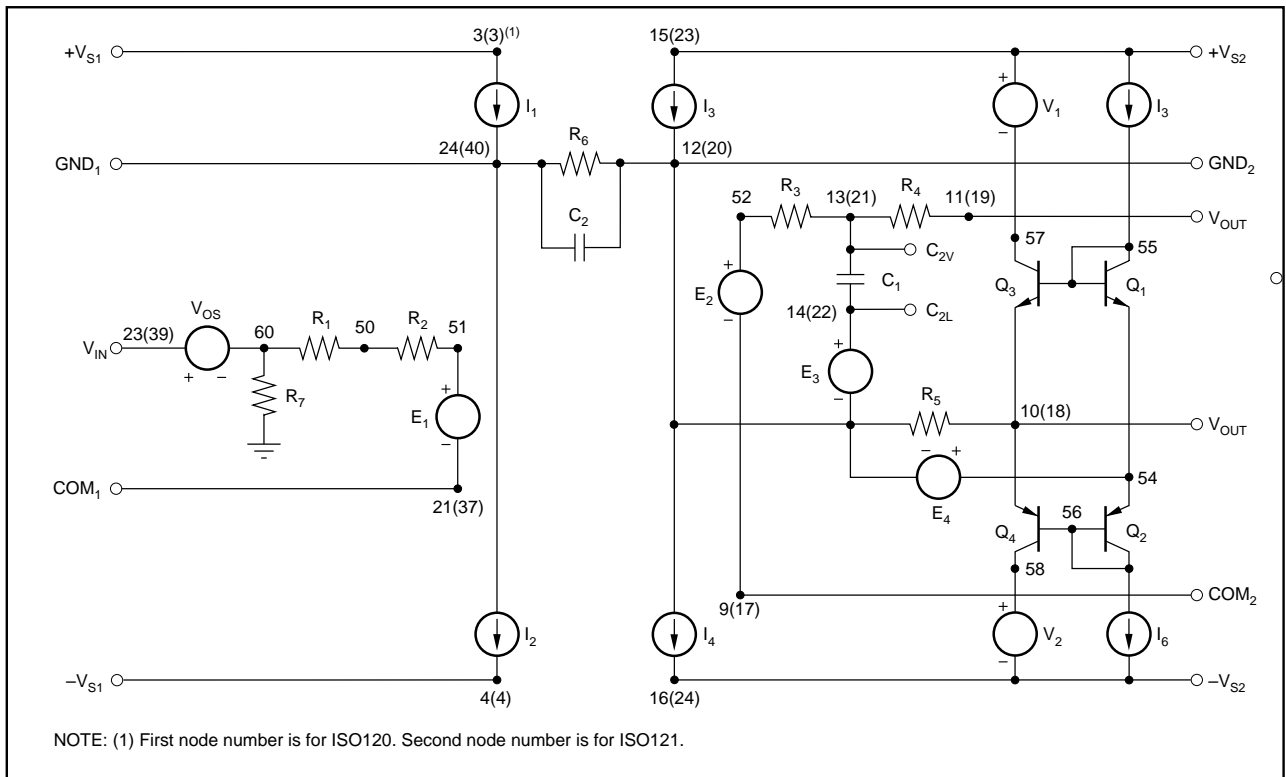 3(3)(1)
15(23)
+VS1
+VS2
I1
I3
V1
+
–
I3
R6
24(40)
12(20)
GND1
GND2
C2
52
R3
13(21)
R4
11(19)
VOUT
57
55
C2V
+
E2
–
C1
Q3
Q1
VOS
14(22)
C2L
23(39)
60
R1
50
R2
51
VIN
+
–
+
E3
–
R7
+
E1
–
R5
10(18)
VOUT
–
+
54
COM1
21(37)
E4
56
Q4
Q2
58
9(17)
COM2
I2
I4
+
V2
–
I6
–VS1
–VS2
4(4)
16(24)
NOTE: (1) First node number is for ISO120. Second node number is for ISO121.